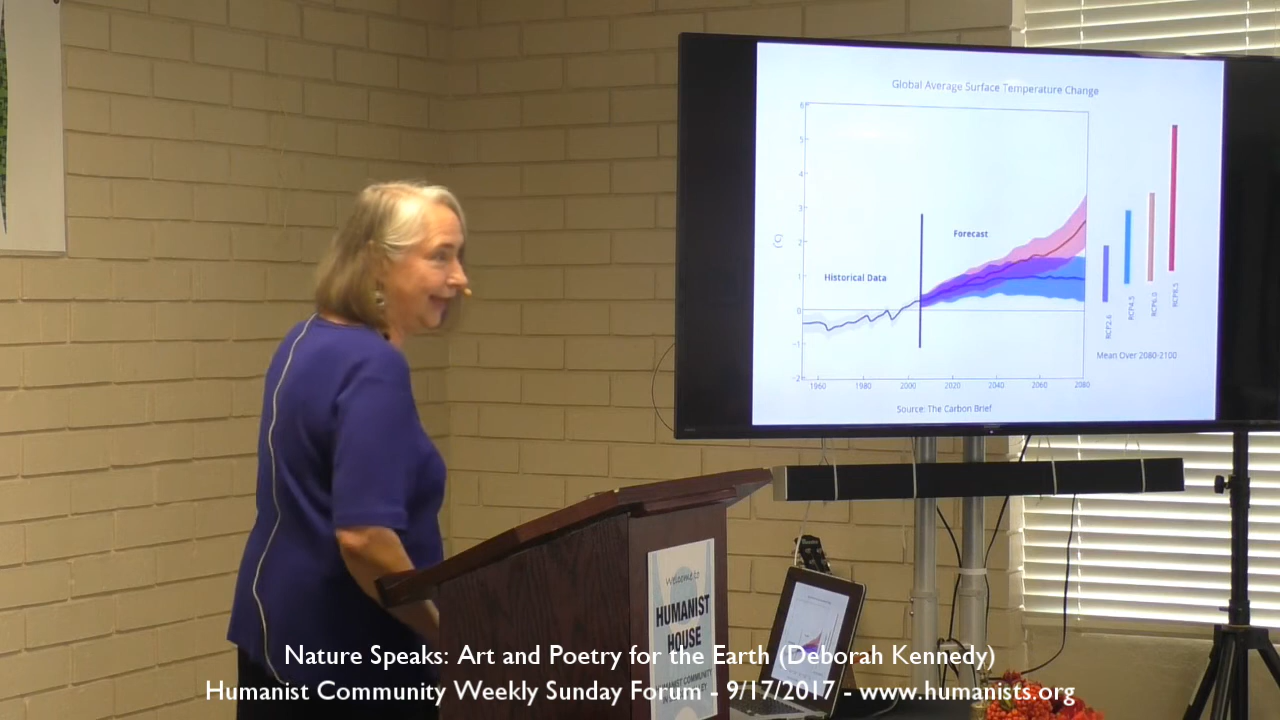 Global Average Surface Temperature Change
6
5
4
3
2
1
0
-1
-2
(C)
Historical Data
Forecast
1960 1980 2000 2020 2040 2060 2080
RCP2.6
RCP4.5
RCP6.0
RCP8.5
Mean Over 2080-2100
Source: The Carbon Brief
Welcome to
HUMANIST
HOUSE
HUMANIST COMMUNITY
Nature Speaks: Art and Poetry for the Earth (Deborah Kennedy)
Humanist Community Weekly Sunday Forum - 9/17/2017 - www.humanists.org